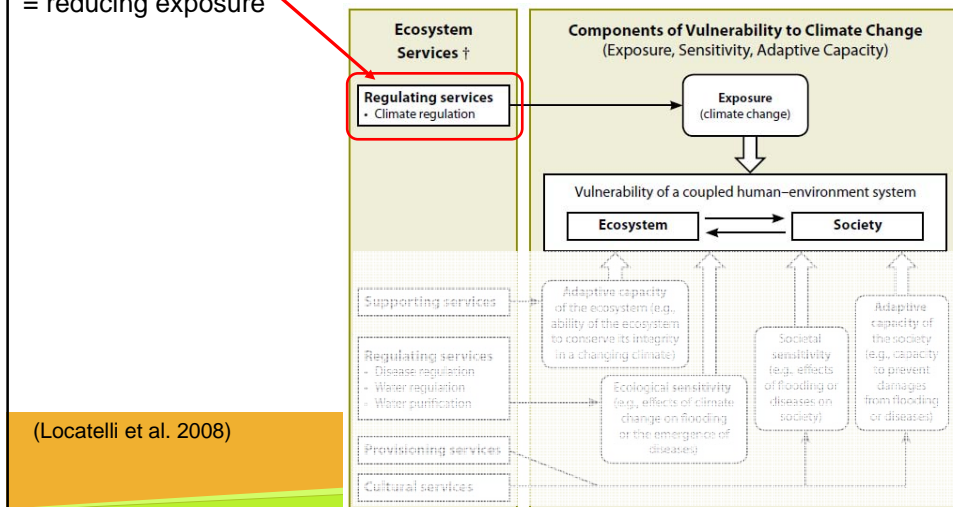 = reducing exposure
Ecosystem
Services †
Components of Vulnerability to Climate Change
(Exposure, Sensitivity, Adaptive Capacity)
Regulating services
• Climate regulation
Exposure
(climate change)
Vulnerability of a coupled human–environment system
Ecosystem
Society
Supporting services
Adaptive capacity
of the ecosystem (e.g.,
ability of the ecosystem
to conserve its integrity
in a changing climate)
Regulating services
• Disease regulation
• Water regulation
• Water purification
Ecological sensitivity
(e.g., effects of climate
change on flooding
or the emergence of
diseases)
Societal
sensitivity
(e.g., effects
of flooding or
diseases on
society)
Adaptive
capacity of
the society
(e.g., capacity
to prevent
damages
from flooding
or diseases)
Provisioning services
Cultural services
(Locatelli et al. 2008)